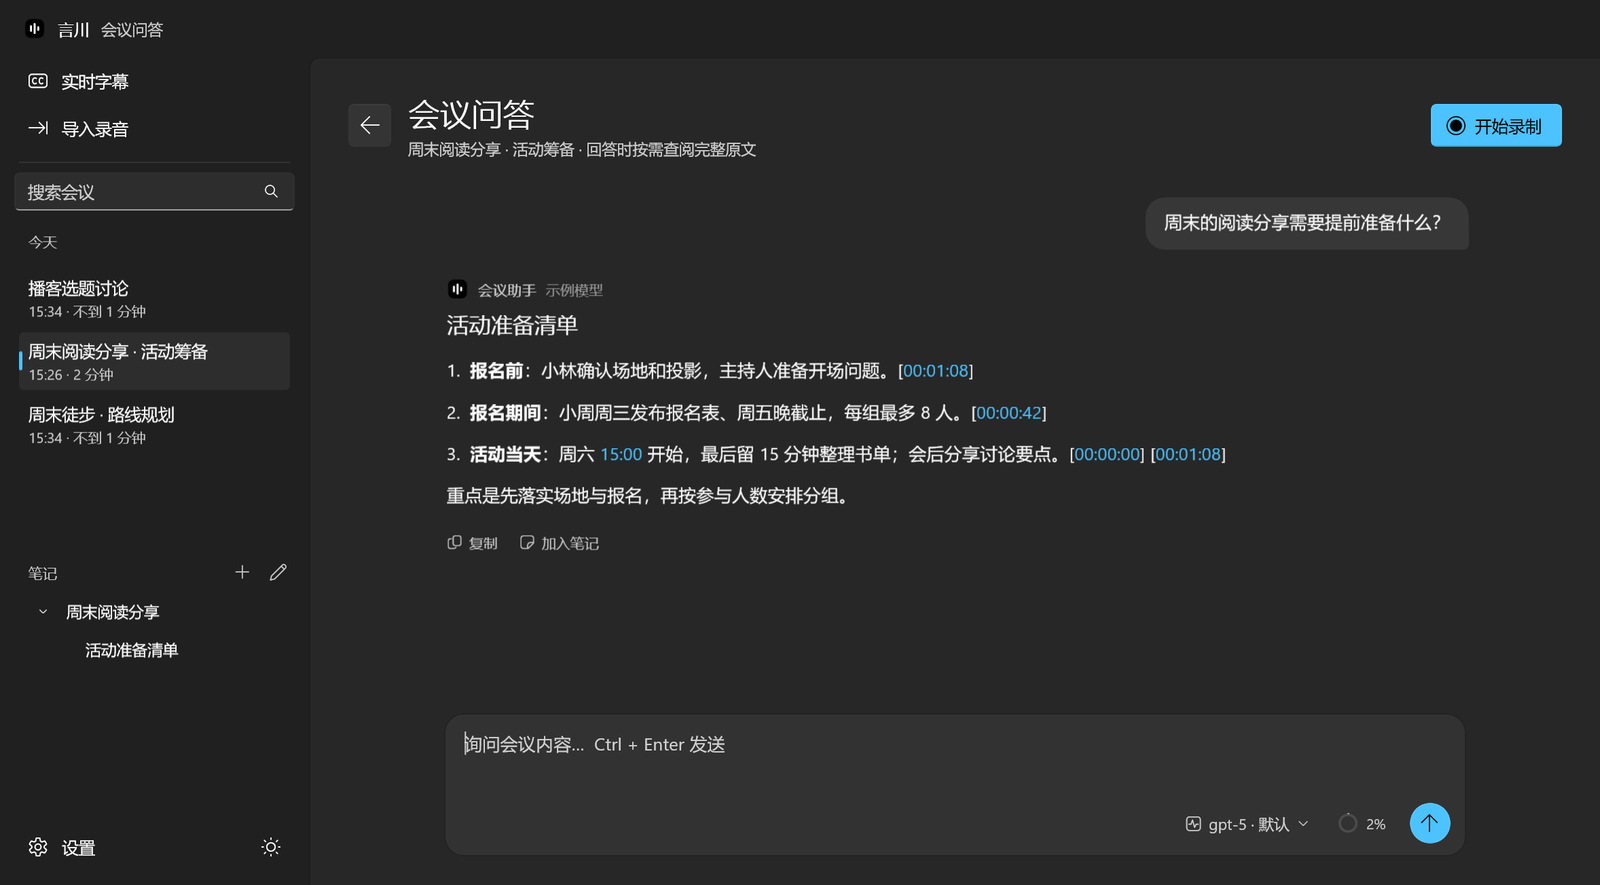 言川 会议问答
CC 实时字幕
导入录音
搜索会议
今天
播客选题讨论
15:34 · 不到 1 分钟
周末阅读分享 · 活动筹备
15:26 · 2 分钟
周末徒步 · 路线规划
15:34 · 不到 1 分钟
笔记
周末阅读分享
活动准备清单
设置
会议问答
周末阅读分享 · 活动筹备 · 回答时按需查阅完整原文
开始录制
周末的阅读分享需要提前准备什么?
会议助手 示例模型
活动准备清单
1. 报名前：小林确认场地和投影，主持人准备开场问题。[00:01:08]
2. 报名期间：小周周三发布报名表、周五晚截止，每组最多 8 人。[00:00:42]
3. 活动当天：周六 15:00 开始，最后留 15 分钟整理书单；会后分享讨论要点。[00:00:00] [00:01:08]
重点是先落实场地与报名，再按参与人数安排分组。
复制 加入笔记
询问会议内容... Ctrl + Enter 发送
gpt-5 · 默认 2%